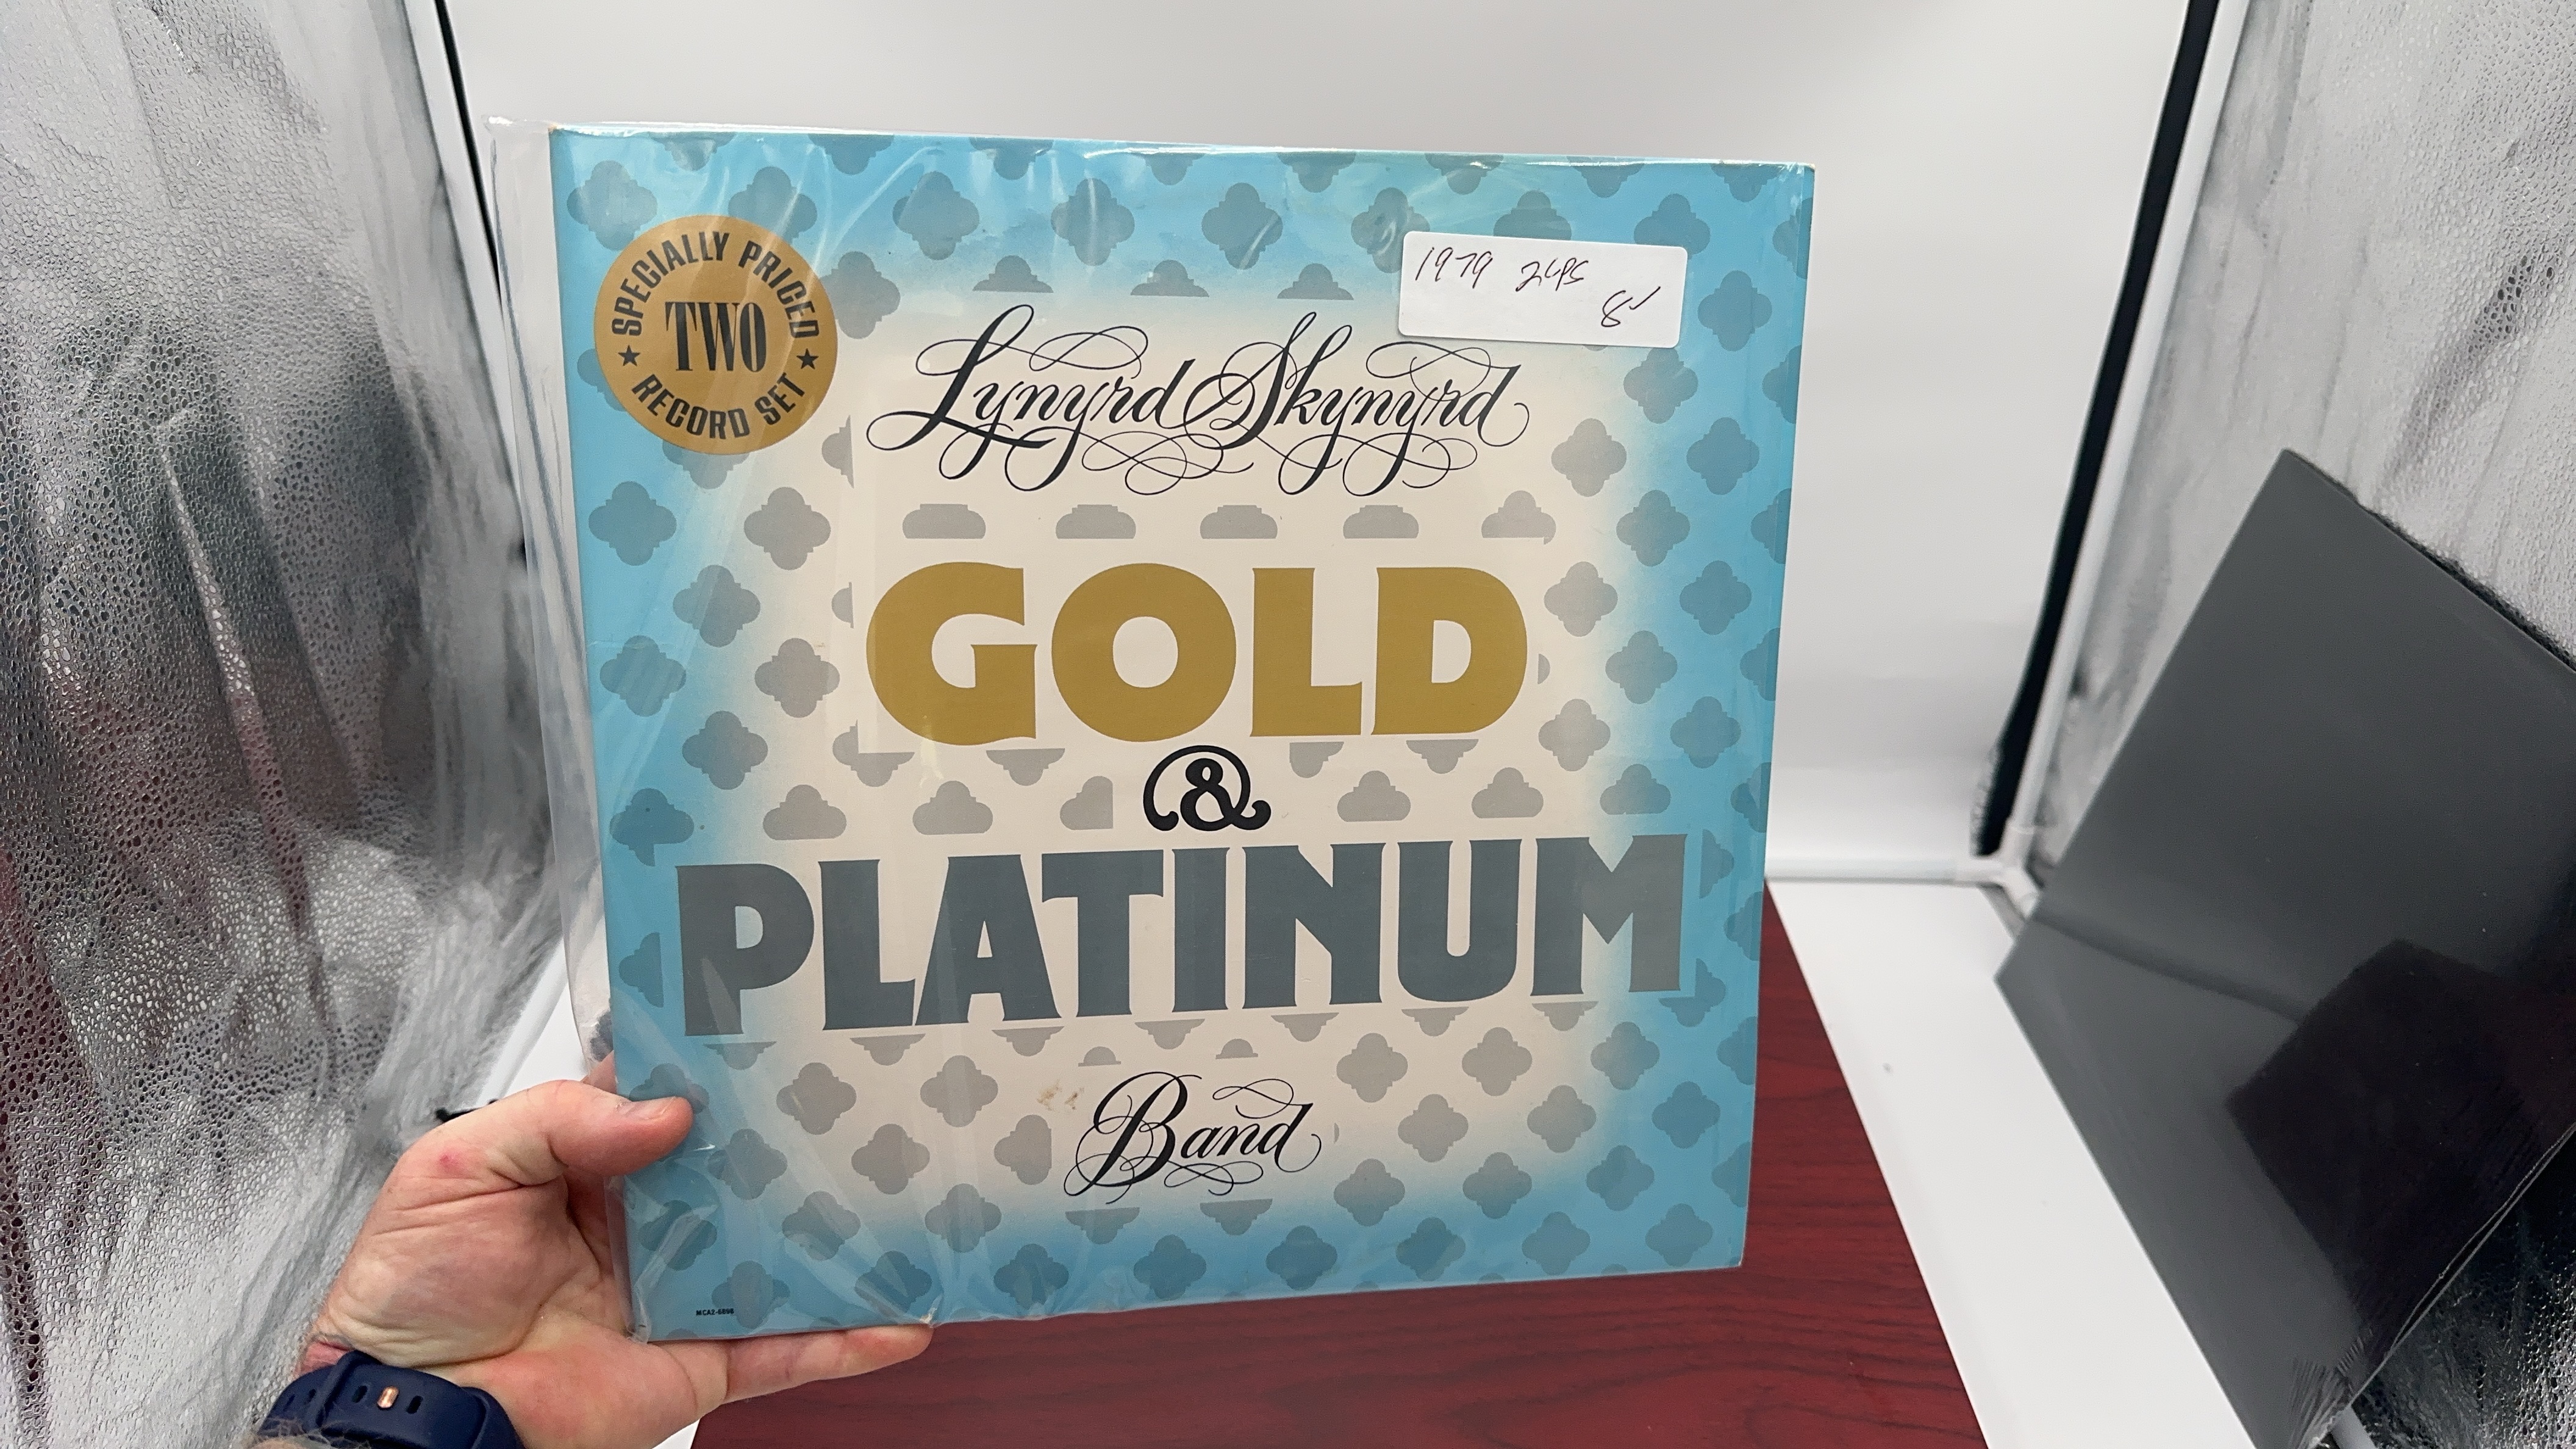 SPECIALLY PRICED
TWO
★ RECORD SET ★
1979 2LPS
8✓
Lynyrd Skynyrd
GOLD
&
PLATINUM
Band
MCA2-6898